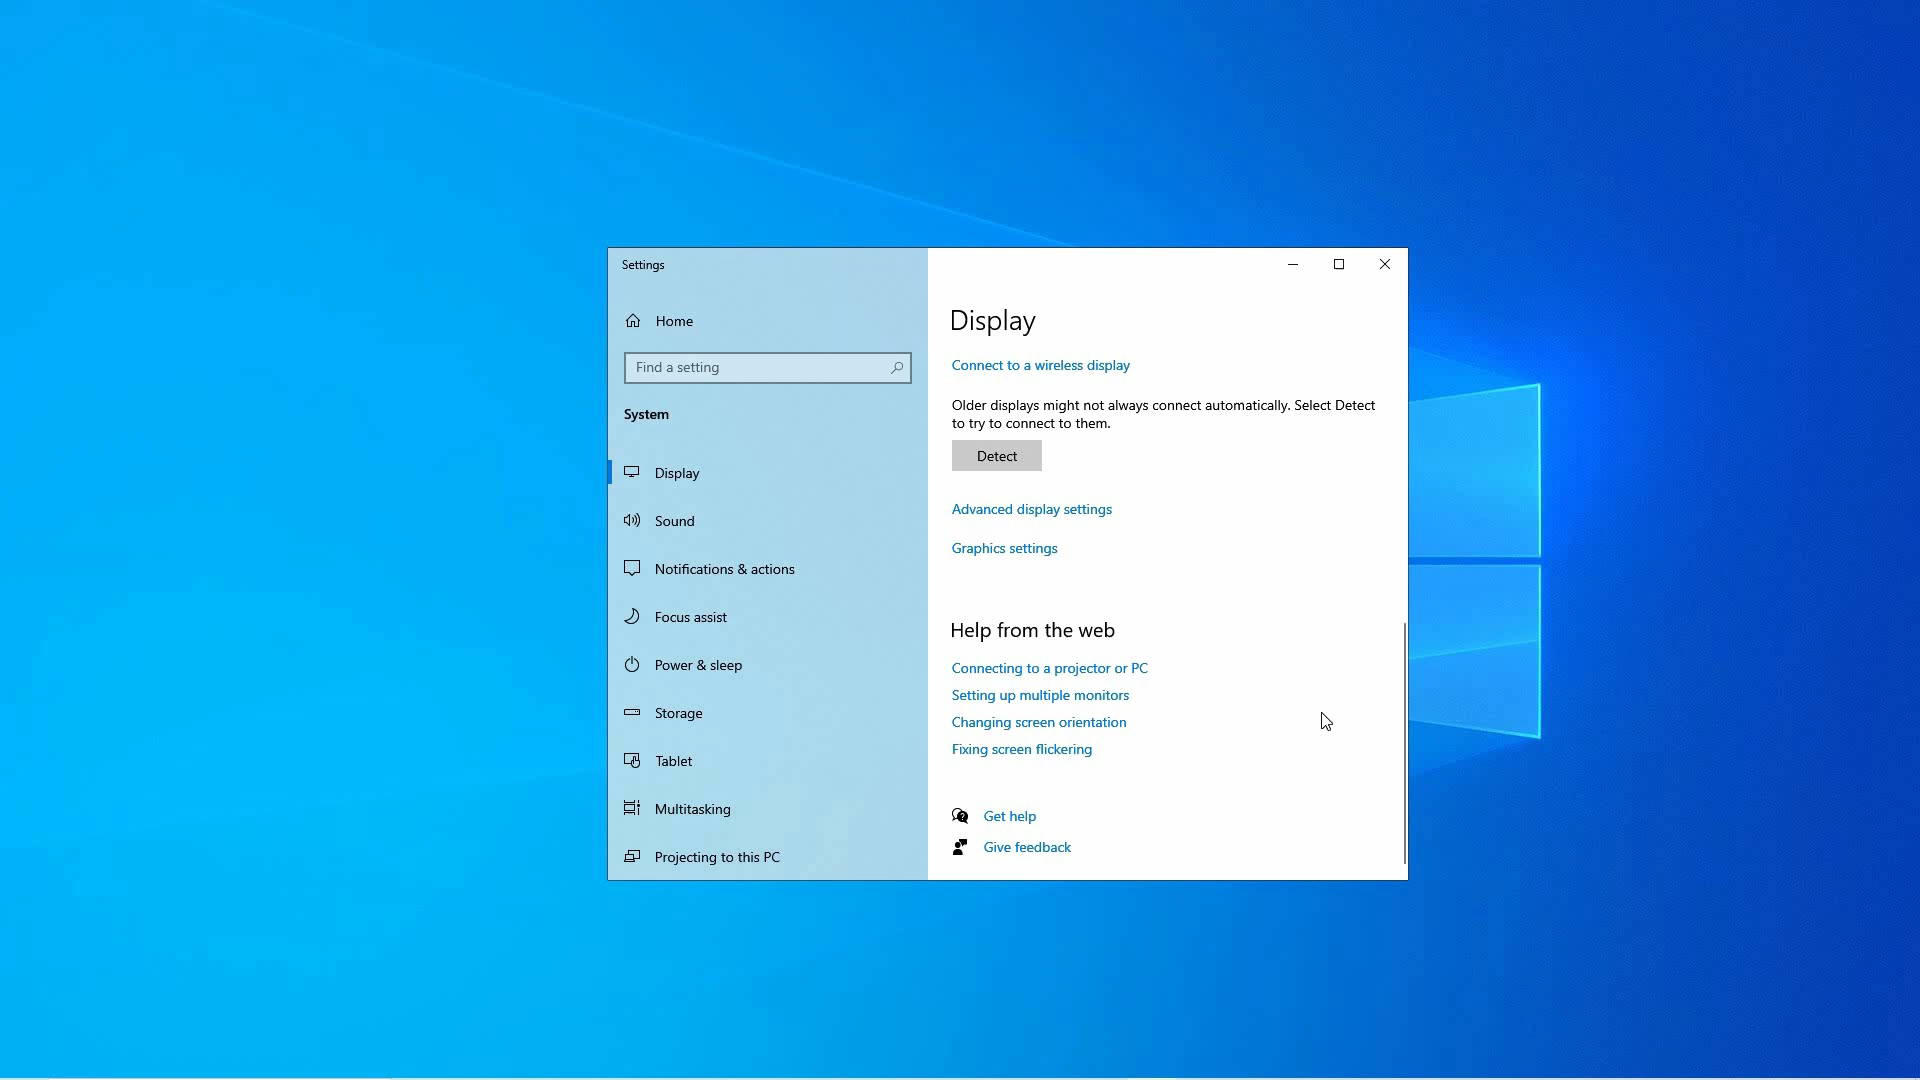 Settings
Home
Find a setting
System
Display
Sound
Notifications & actions
Focus assist
Power & sleep
Storage
Tablet
Multitasking
Projecting to this PC
Display
Connect to a wireless display
Older displays might not always connect automatically. Select Detect
to try to connect to them.
Detect
Advanced display settings
Graphics settings
Help from the web
Connecting to a projector or PC
Setting up multiple monitors
Changing screen orientation
Fixing screen flickering
Get help
Give feedback